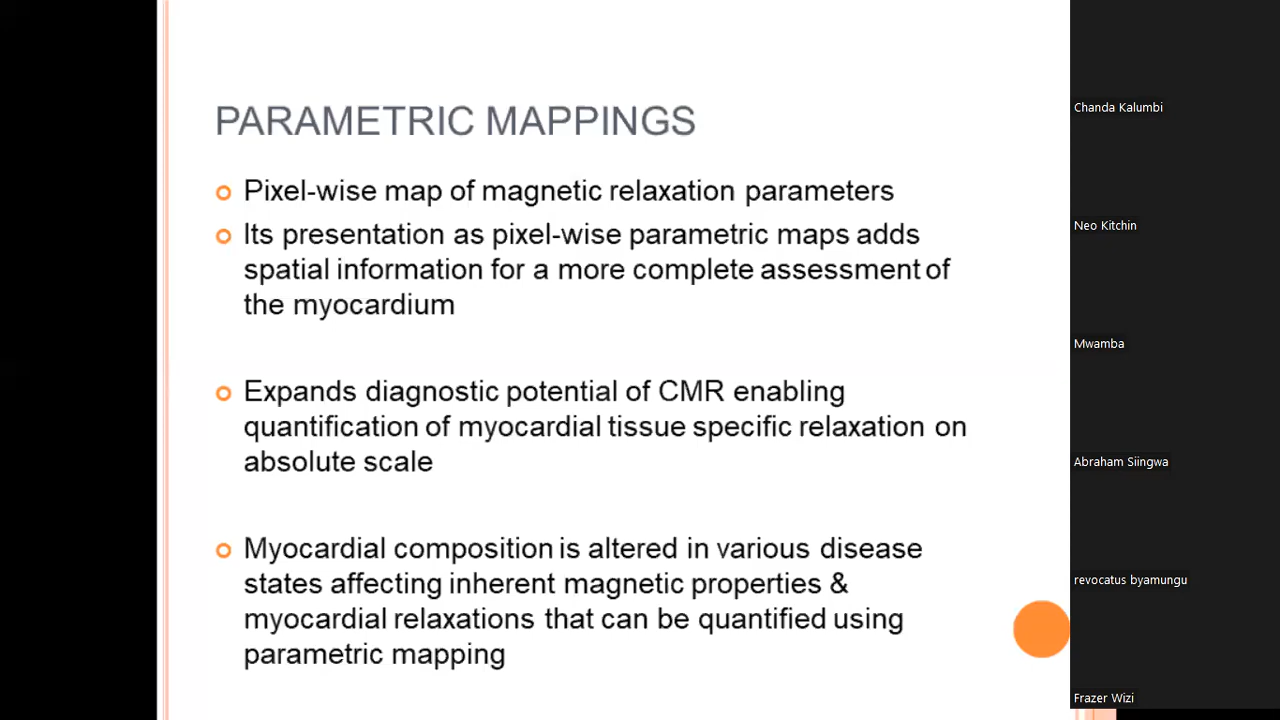 PARAMETRIC MAPPINGS
Pixel-wise map of magnetic relaxation parameters
Its presentation as pixel-wise parametric maps adds
spatial information for a more complete assessment of
the myocardium
Expands diagnostic potential of CMR enabling
quantification of myocardial tissue specific relaxation on
absolute scale
Myocardial composition is altered in various disease
states affecting inherent magnetic properties &
myocardial relaxations that can be quantified using
parametric mapping
Chanda Kalumbi
Neo Kitchin
Mwamba
Abraham Siingwa
revocatus byamungu
Frazer Wizi